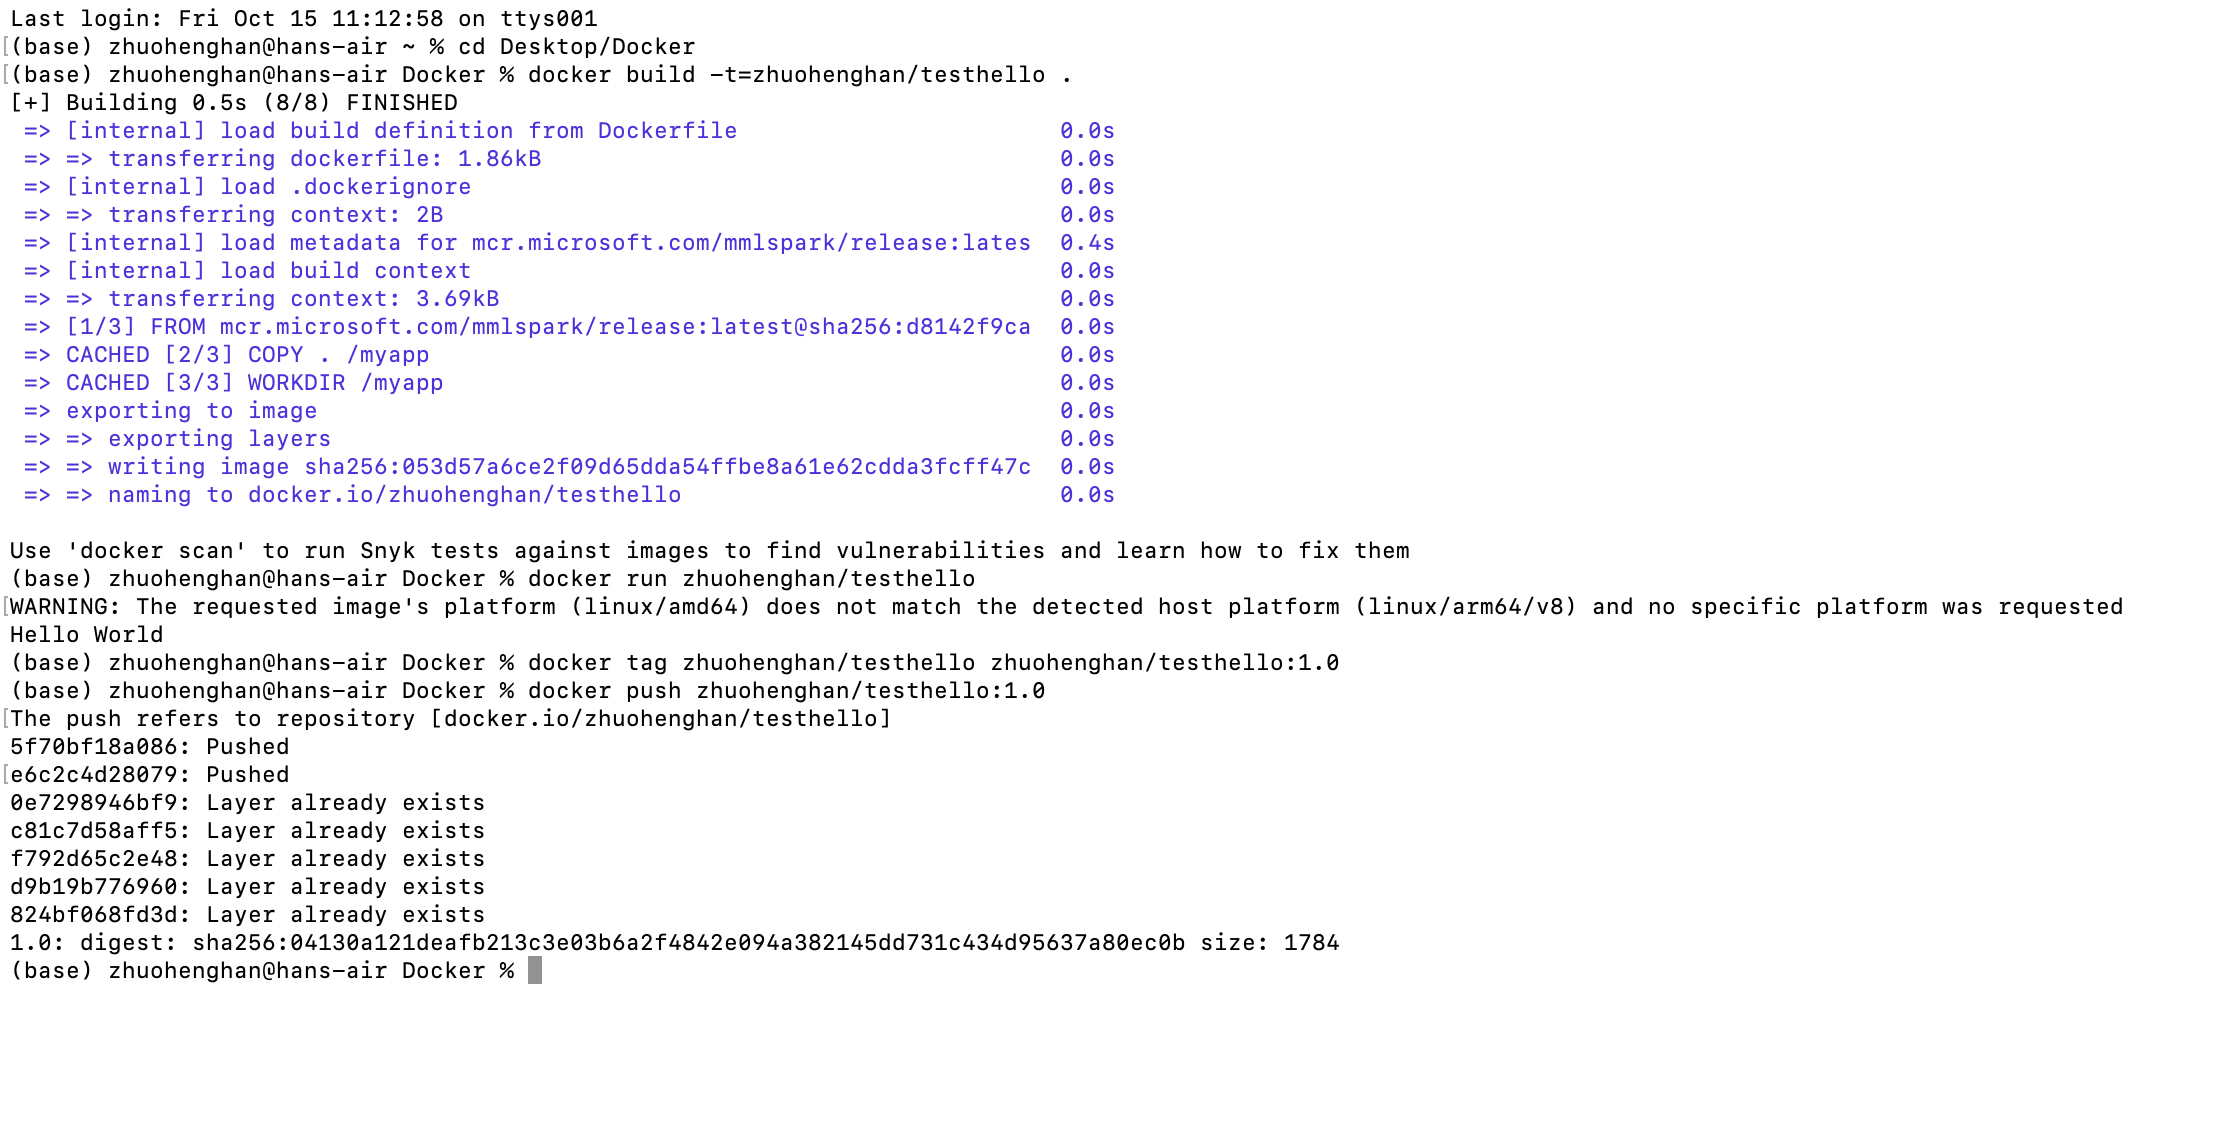 Last login: Fri Oct 15 11:12:58 on ttys001
[(base) zhuohenghan@hans-air ~ % cd Desktop/Docker
[(base) zhuohenghan@hans-air Docker % docker build -t=zhuohenghan/testhello .
[+] Building 0.5s (8/8) FINISHED
=> [internal] load build definition from Dockerfile 0.0s
=> => transferring dockerfile: 1.86kB 0.0s
=> [internal] load .dockerignore 0.0s
=> => transferring context: 2B 0.0s
=> [internal] load metadata for mcr.microsoft.com/mmlspark/release:lates 0.4s
=> [internal] load build context 0.0s
=> => transferring context: 3.69kB 0.0s
=> [1/3] FROM mcr.microsoft.com/mmlspark/release:latest@sha256:d8142f9ca 0.0s
=> CACHED [2/3] COPY . /myapp 0.0s
=> CACHED [3/3] WORKDIR /myapp 0.0s
=> exporting to image 0.0s
=> => exporting layers 0.0s
=> => writing image sha256:053d57a6ce2f09d65dda54ffbe8a61e62cdda3fcff47c 0.0s
=> => naming to docker.io/zhuohenghan/testhello 0.0s
Use 'docker scan' to run Snyk tests against images to find vulnerabilities and learn how to fix them
(base) zhuohenghan@hans-air Docker % docker run zhuohenghan/testhello
[WARNING: The requested image's platform (linux/amd64) does not match the detected host platform (linux/arm64/v8) and no specific platform was requested
Hello World
(base) zhuohenghan@hans-air Docker % docker tag zhuohenghan/testhello zhuohenghan/testhello:1.0
(base) zhuohenghan@hans-air Docker % docker push zhuohenghan/testhello:1.0
[The push refers to repository [docker.io/zhuohenghan/testhello]
5f70bf18a086: Pushed
[e6c2c4d28079: Pushed
0e7298946bf9: Layer already exists
c81c7d58aff5: Layer already exists
f792d65c2e48: Layer already exists
d9b19b776960: Layer already exists
824bf068fd3d: Layer already exists
1.0: digest: sha256:04130a121deafb213c3e03b6a2f4842e094a382145dd731c434d95637a80ec0b size: 1784
(base) zhuohenghan@hans-air Docker %